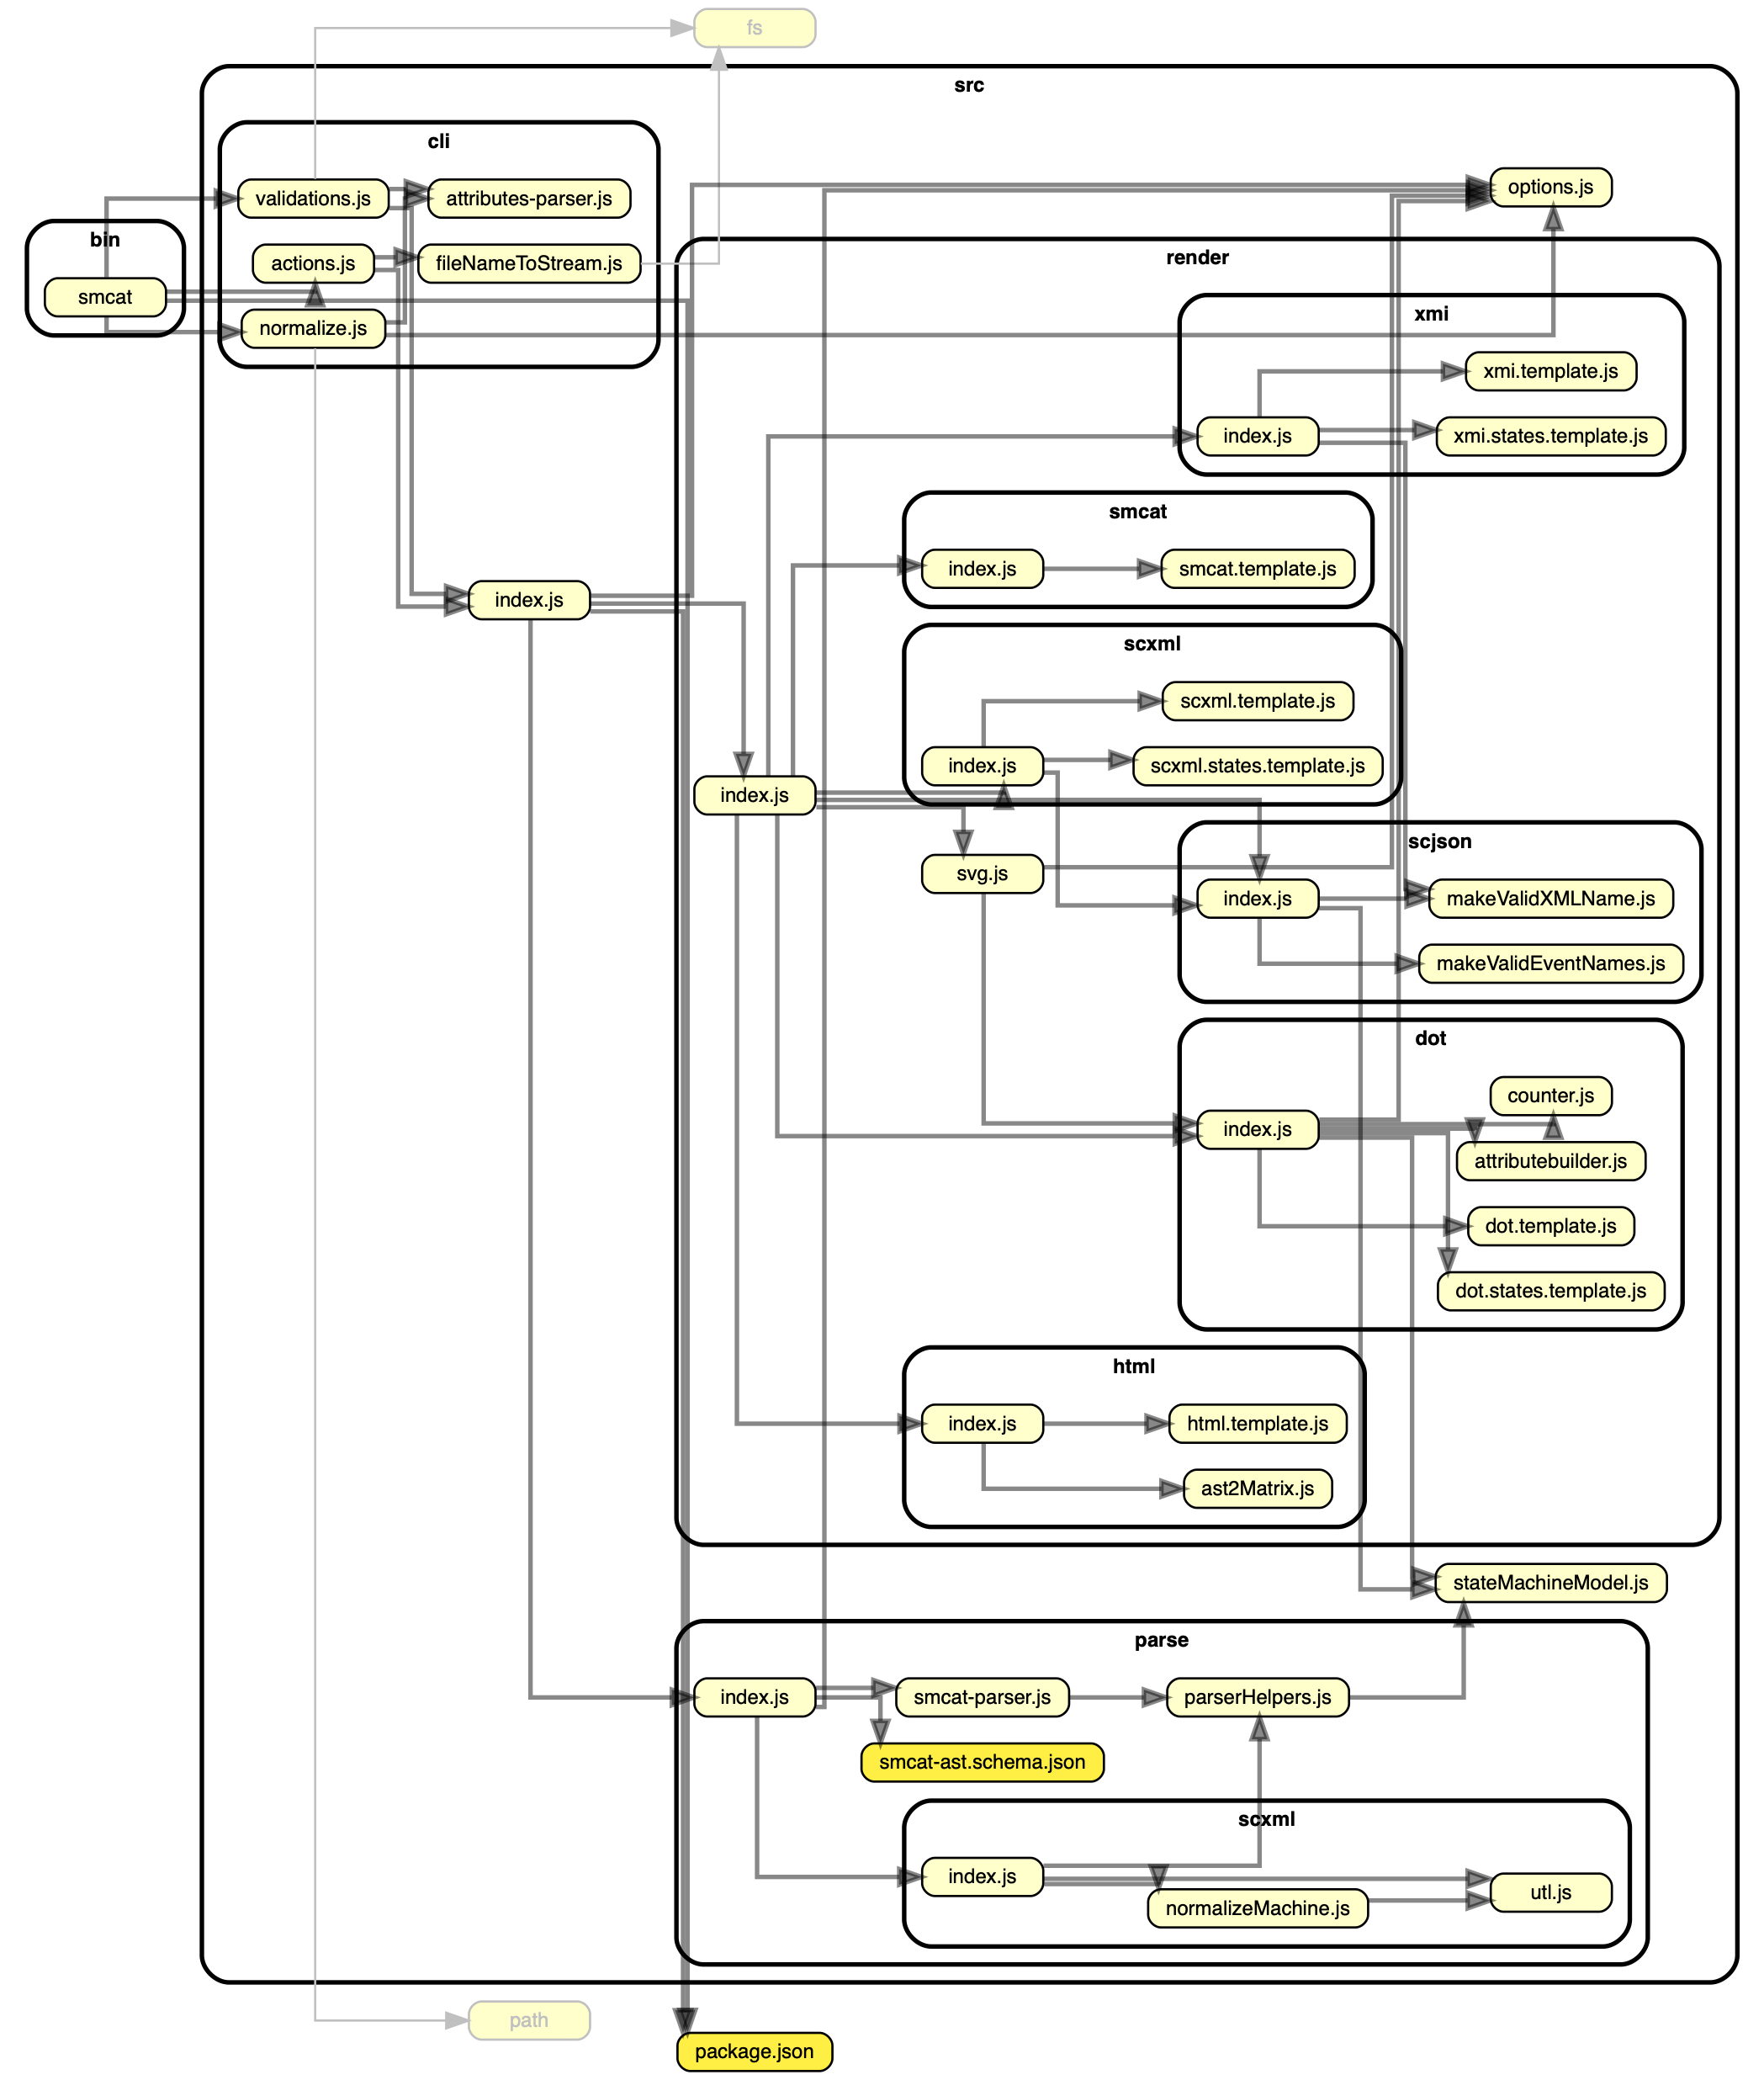 fs
src
cli
validations.js
attributes-parser.js
options.js
bin
actions.js
fileNameToStream.js
render
smcat
normalize.js
xmi
xmi.template.js
index.js
xmi.states.template.js
smcat
index.js
smcat.template.js
index.js
scxml
scxml.template.js
index.js
scxml.states.template.js
index.js
scjson
svg.js
index.js
makeValidXMLName.js
makeValidEventNames.js
dot
counter.js
index.js
attributebuilder.js
dot.template.js
dot.states.template.js
html
index.js
html.template.js
ast2Matrix.js
stateMachineModel.js
parse
index.js
smcat-parser.js
parserHelpers.js
smcat-ast.schema.json
scxml
index.js
utl.js
normalizeMachine.js
path
package.json